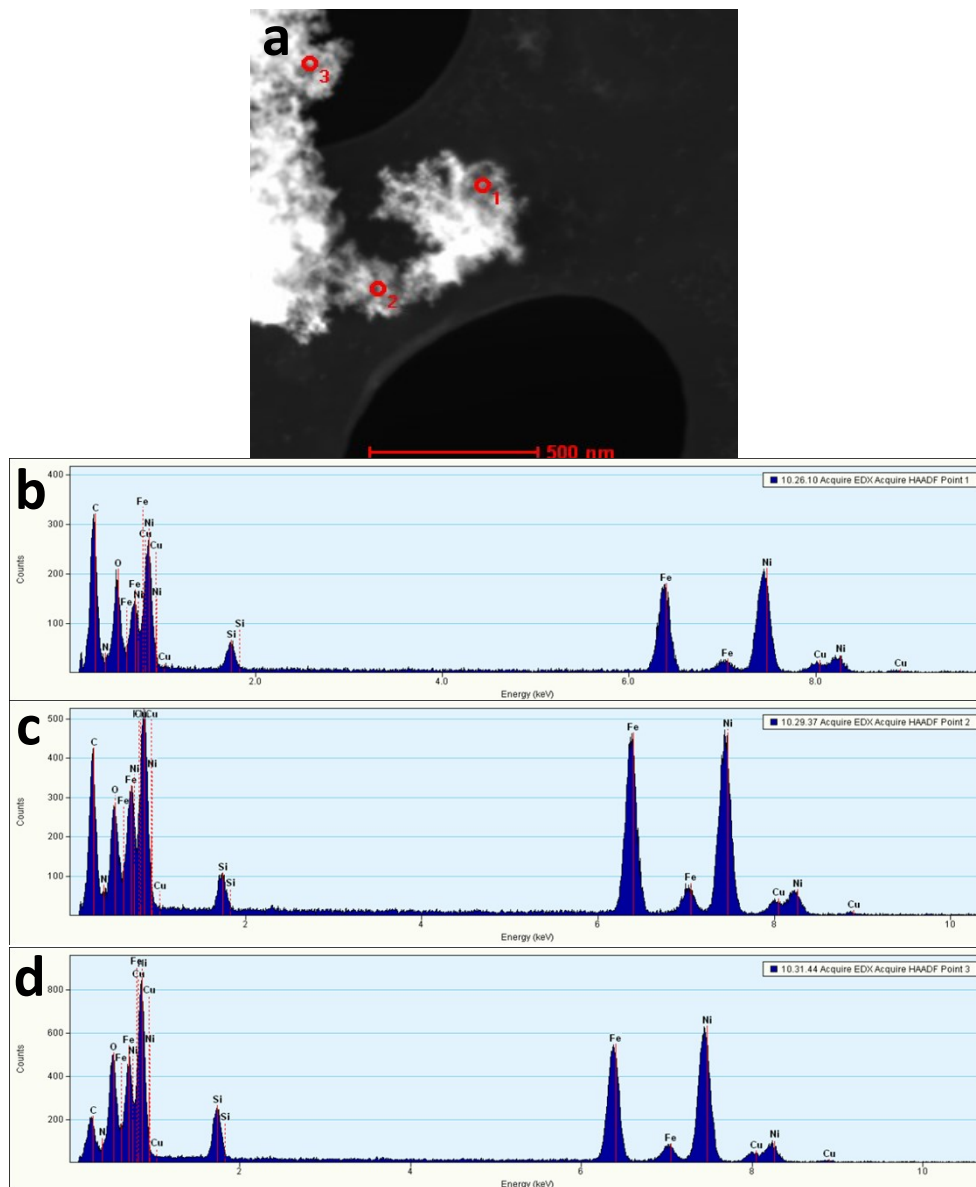 a
3
1
2
500 nm
b
400
300
200
100
Counts
C
N
O
Fe
Fe
Ni
Fe
Cu
Ni
Cu
Ni
Cu
Si
Si
Fe
Fe
Ni
Cu
Ni
Cu
10.26.10 Acquire EDX Acquire HAADF Point 1
2.0
4.0
6.0
8.0
Energy (keV)
c
500
400
300
200
100
Counts
C
N
O
Fe
Fe
Ni
Cu
Ni
Cu
Si
Si
Fe
Fe
Ni
Cu
Ni
Cu
10.29.37 Acquire EDX Acquire HAADF Point 2
2
4
6
8
10
Energy (keV)
d
800
600
400
200
Counts
C
N
O
Fe
Fe
Ni
Fe
Cu
Ni
Cu
Ni
Cu
Si
Si
Fe
Fe
Ni
Cu
Ni
Cu
10.31.44 Acquire EDX Acquire HAADF Point 3
2
4
6
8
10
Energy (keV)